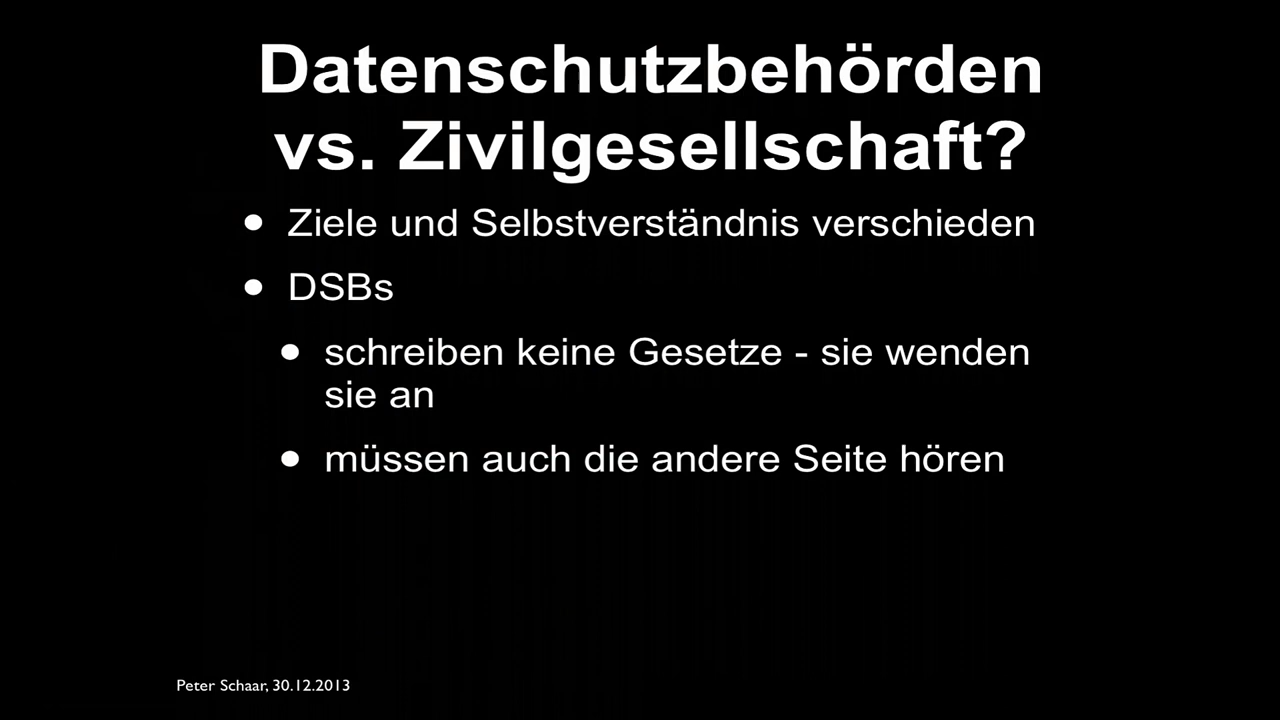 Datenschutzbehörden
vs. Zivilgesellschaft?
• Ziele und Selbstverständnis verschieden
• DSBs
• schreiben keine Gesetze - sie wenden
sie an
• müssen auch die andere Seite hören
Peter Schaar, 30.12.2013